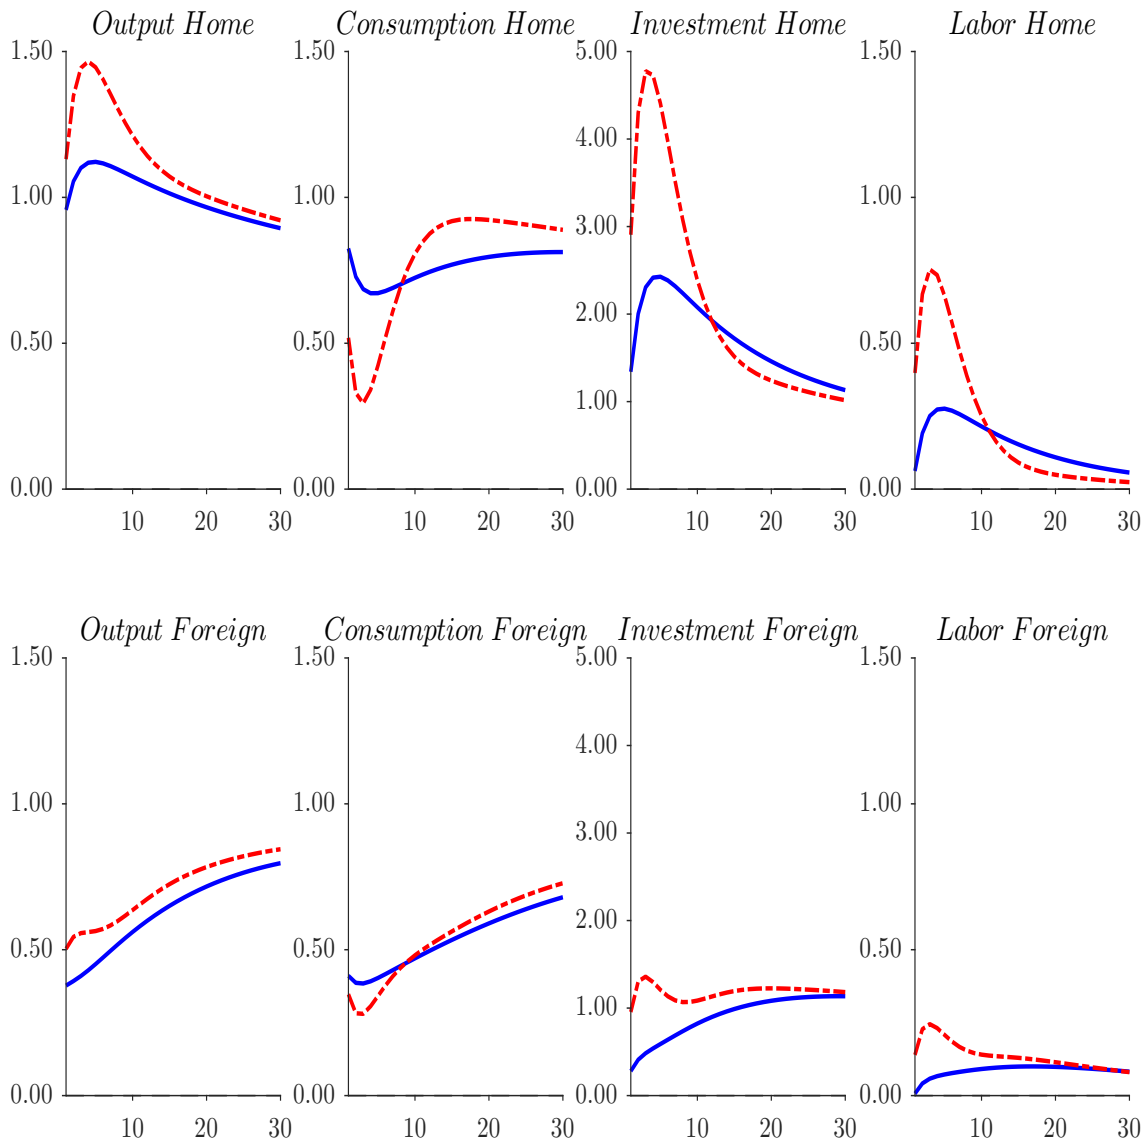 Output Home Consumption Home Investment Home Labor Home
1.50 1.50 5.00 1.50
4.00
1.00 1.00 3.00 1.00
2.00
0.50 0.50 1.00 0.50
0.00 0.00 0.00 0.00
10 20 30 10 20 30 10 20 30 10 20 30
Output Foreign Consumption Foreign Investment Foreign Labor Foreign
1.50 1.50 5.00 1.50
4.00
1.00 1.00 3.00 1.00
2.00
0.50 0.50 1.00 0.50
0.00 0.00 0.00 0.00
10 20 30 10 20 30 10 20 30 10 20 30